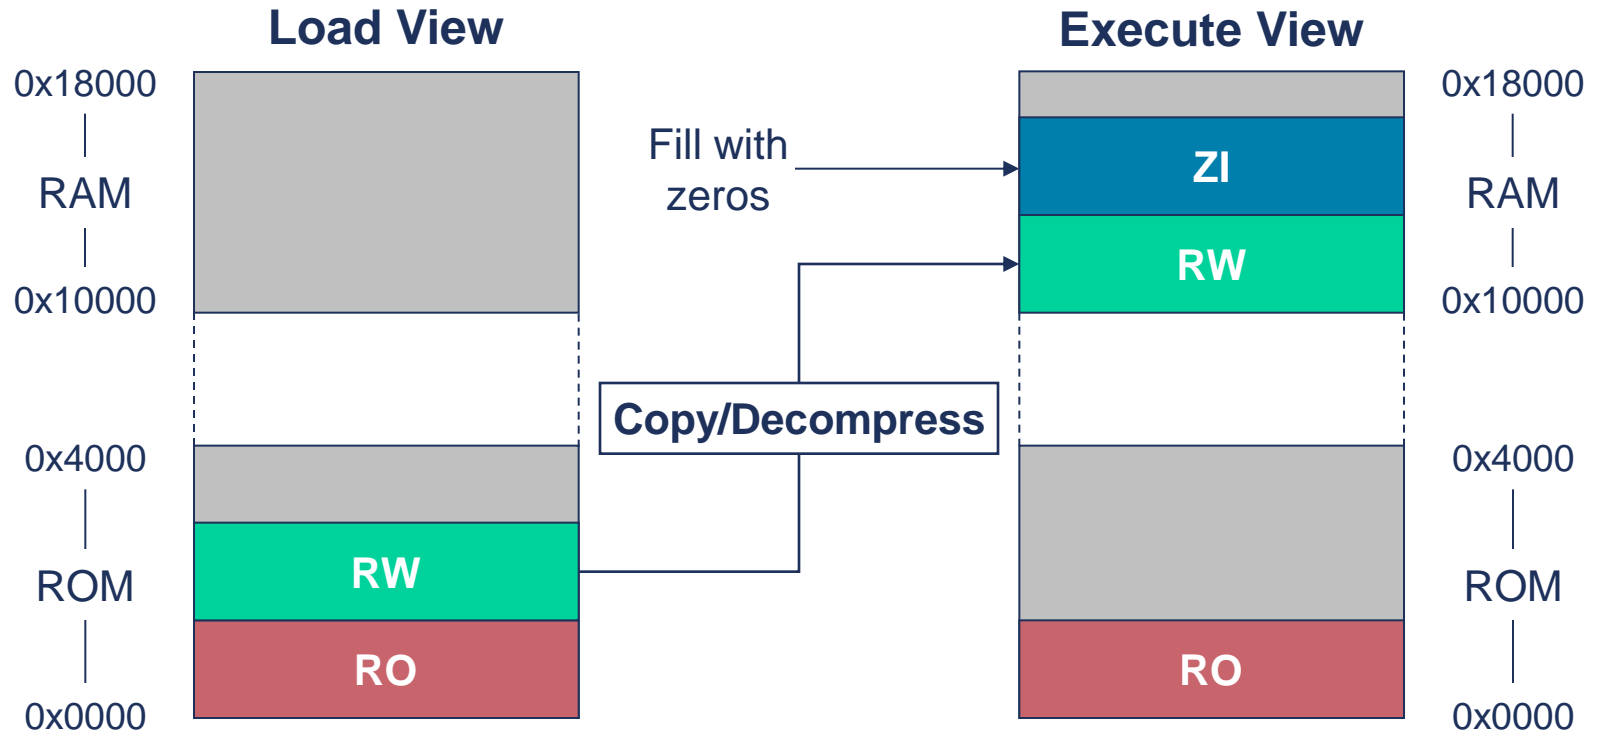 Load View
Execute View
0x18000
RAM
0x10000
0x4000
ROM
0x0000
RW
RO
Fill with
zeros
Copy/Decompress
ZI
RW
RO
0x18000
RAM
0x10000
0x4000
ROM
0x0000